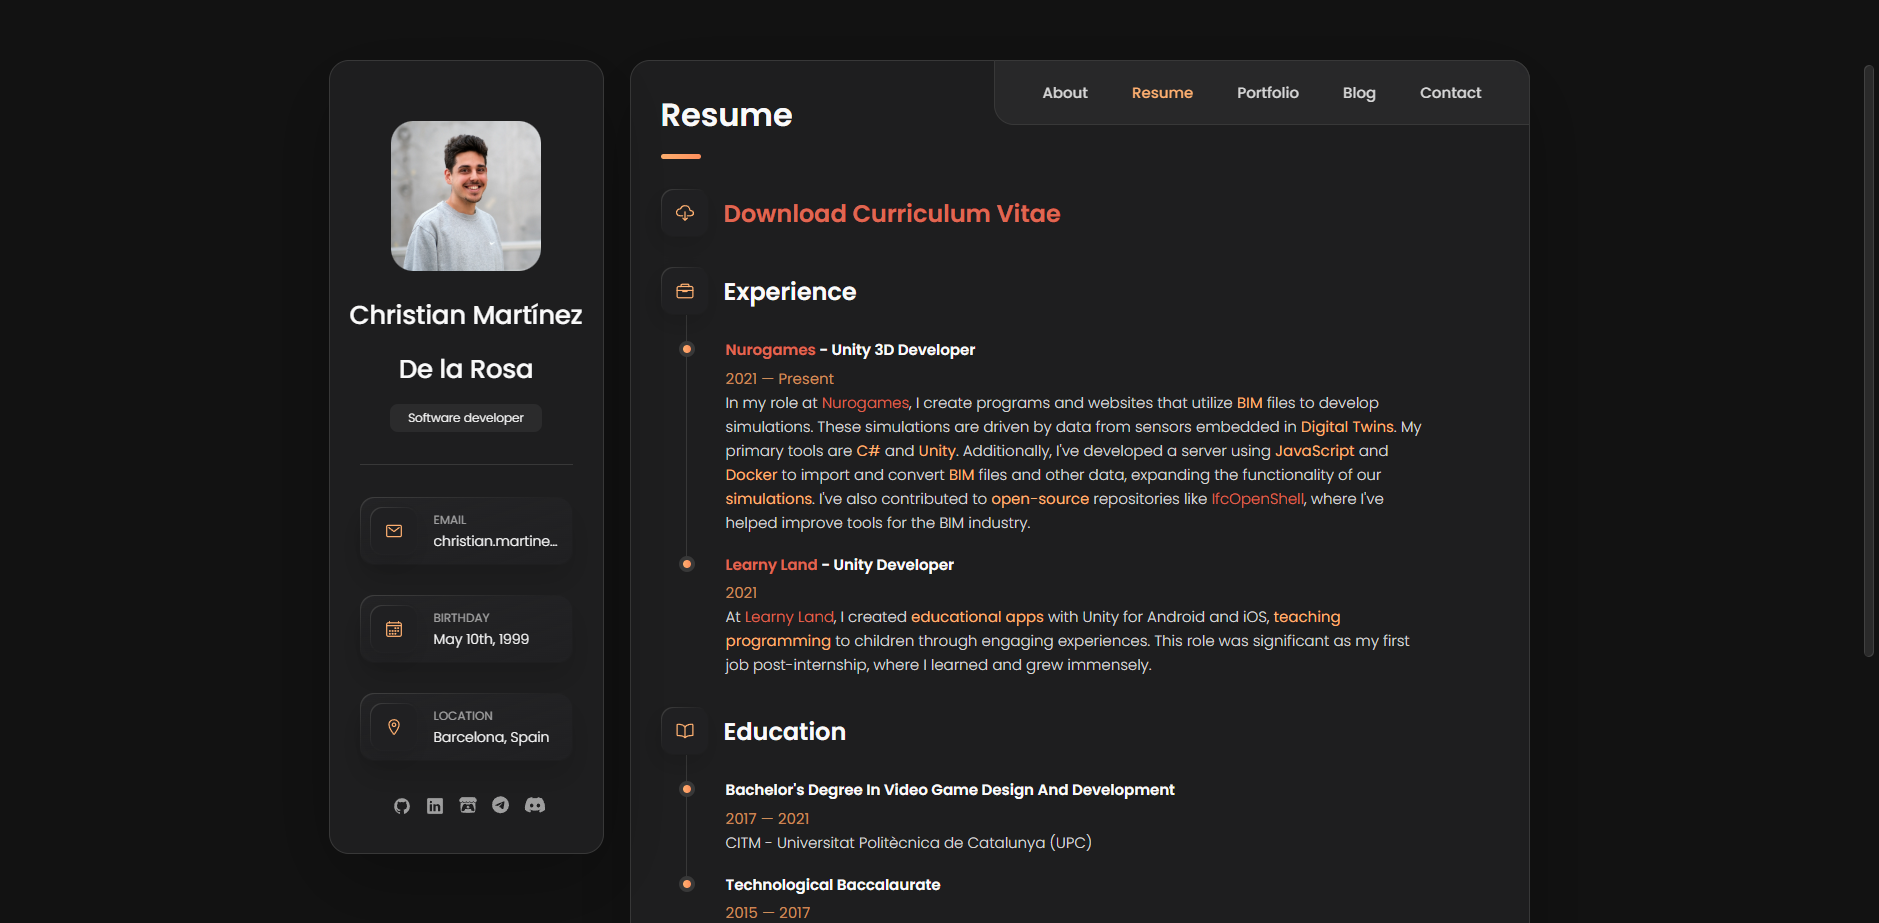 Christian Martínez
De la Rosa
Software developer
EMAIL
christian.martine...
BIRTHDAY
May 10th, 1999
LOCATION
Barcelona, Spain
About Resume Portfolio Blog Contact
Resume
Download Curriculum Vitae
Experience
Nurogames - Unity 3D Developer
2021 — Present
In my role at Nurogames, I create programs and websites that utilize BIM files to develop
simulations. These simulations are driven by data from sensors embedded in Digital Twins. My
primary tools are C# and Unity. Additionally, I've developed a server using JavaScript and
Docker to import and convert BIM files and other data, expanding the functionality of our
simulations. I've also contributed to open-source repositories like IfcOpenShell, where I've
helped improve tools for the BIM industry.
Learny Land - Unity Developer
2021
At Learny Land, I created educational apps with Unity for Android and iOS, teaching
programming to children through engaging experiences. This role was significant as my first
job post-internship, where I learned and grew immensely.
Education
Bachelor's Degree In Video Game Design And Development
2017 — 2021
CITM - Universitat Politècnica de Catalunya (UPC)
Technological Baccalaurate
2015 — 2017